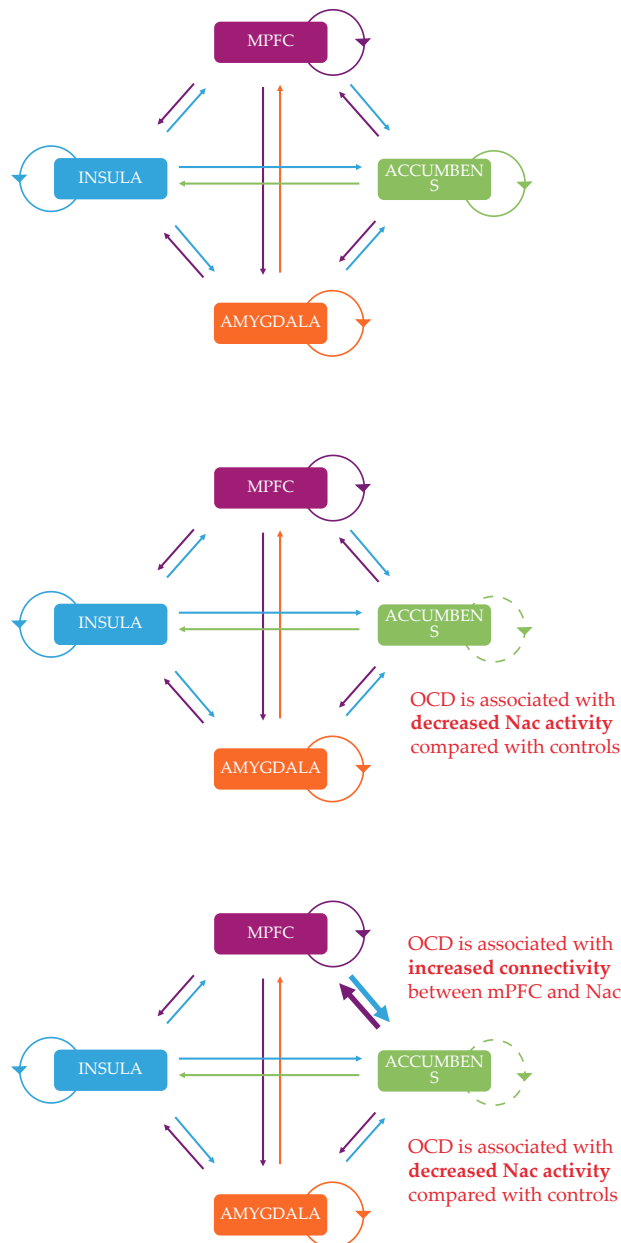 MPFC
INSULA
ACCUMBEN
S
AMYGDALA
MPFC
INSULA
ACCUMBEN
S
OCD is associated with
decreased Nac activity
compared with controls
AMYGDALA
MPFC
OCD is associated with
increased connectivity
between mPFC and Nac
INSULA
ACCUMBEN
S
OCD is associated with
decreased Nac activity
compared with controls
AMYGDALA